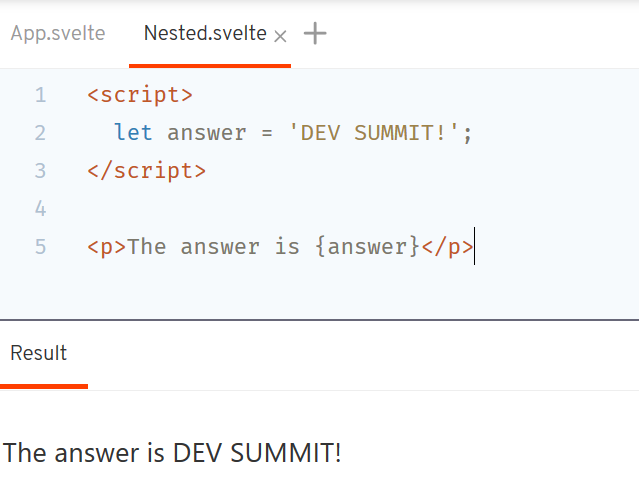 App.svelte Nested.svelte × +
1 <script>
2 let answer = 'DEV SUMMIT!';
3 </script>
4
5 <p>The answer is {answer}</p>
Result
The answer is DEV SUMMIT!